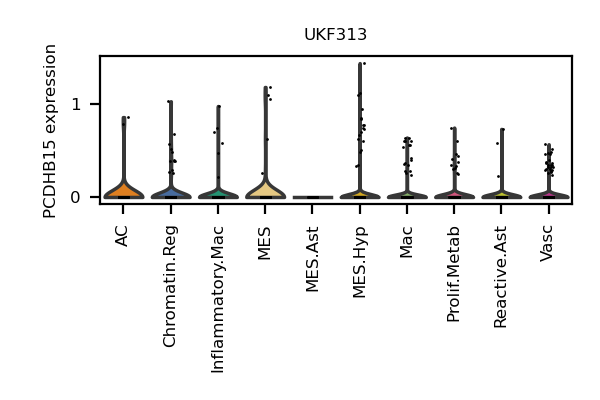 UKF313
PCDHB15 expression
1
0
AC
Chromatin.Reg
Inflammatory.Mac
MES
MES.Ast
MES.Hyp
Mac
Prolif.Metab
Reactive.Ast
Vasc